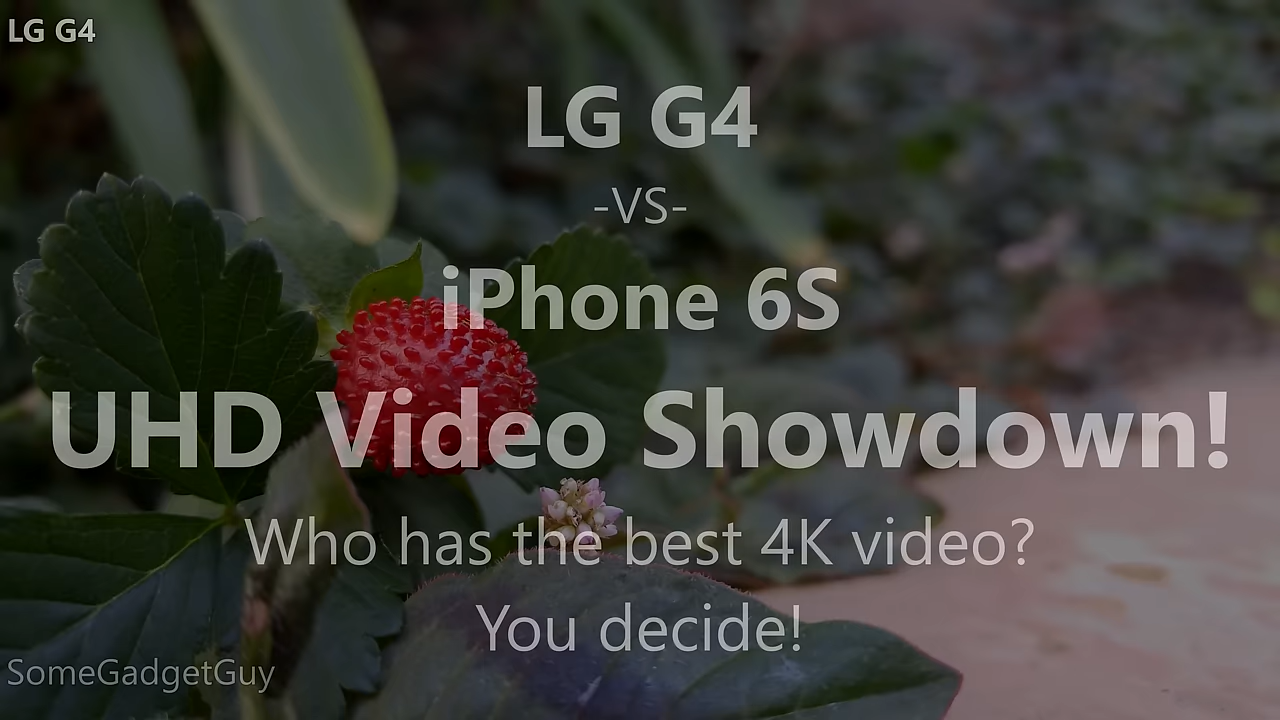 LG G4
LG G4
-VS-
iPhone 6S
UHD Video Showdown!
Who has the best 4K video?
You decide!
SomeGadgetGuy